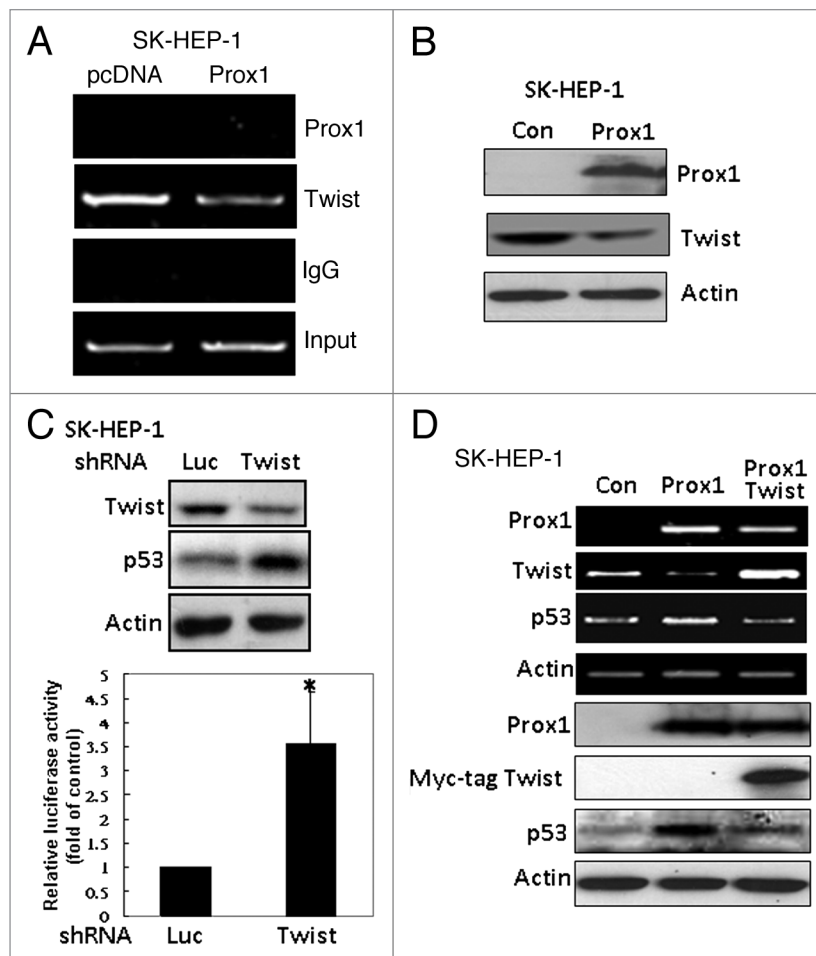 A
SK-HEP-1
pcDNA Prox1
Prox1
Twist
IgG
Input
B
SK-HEP-1
Con Prox1
Prox1
Twist
Actin
C
SK-HEP-1
shRNA Luc Twist
Twist
p53
Actin
Relative luciferase activity
(fold of control)
5
4.5
4
3.5
3
2.5
2
1.5
1
0.5
0
*
shRNA Luc Twist
D
SK-HEP-1
Con Prox1 Prox1
Twist
Prox1
Twist
p53
Actin
Prox1
Myc-tag Twist
p53
Actin